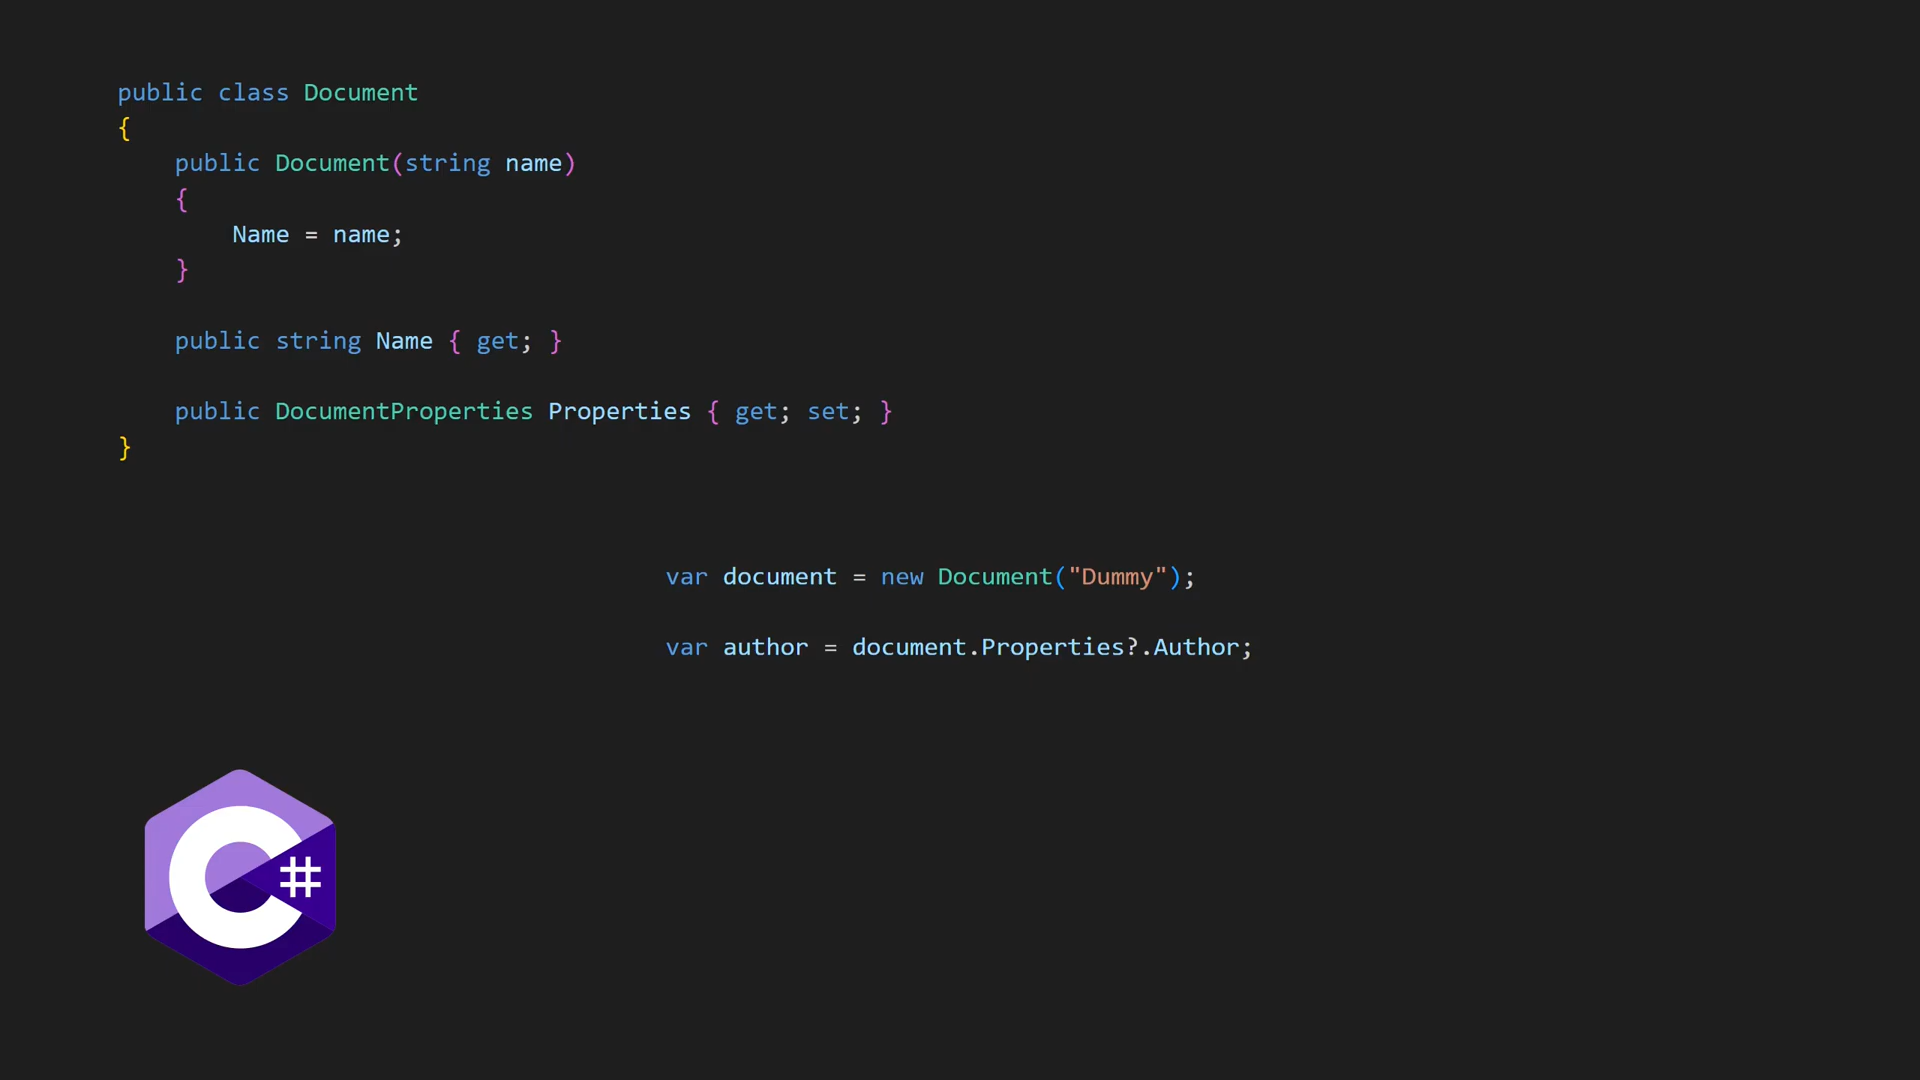 public class Document
{
    public Document(string name)
    {
        Name = name;
    }
    public string Name { get; }
    public DocumentProperties Properties { get; set; }
}
var document = new Document("Dummy");
var author = document.Properties?.Author;
C#